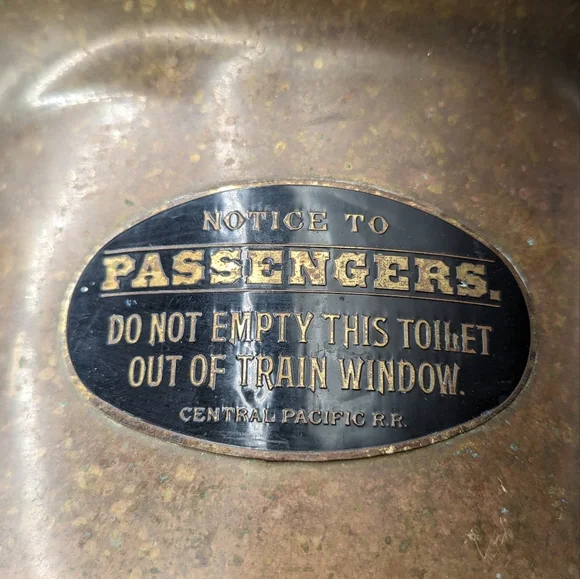 NOTICE TO
PASSENGERS.
DO NOT EMPTY THIS TOILET
OUT OF TRAIN WINDOW.
CENTRAL PACIFIC R.R.